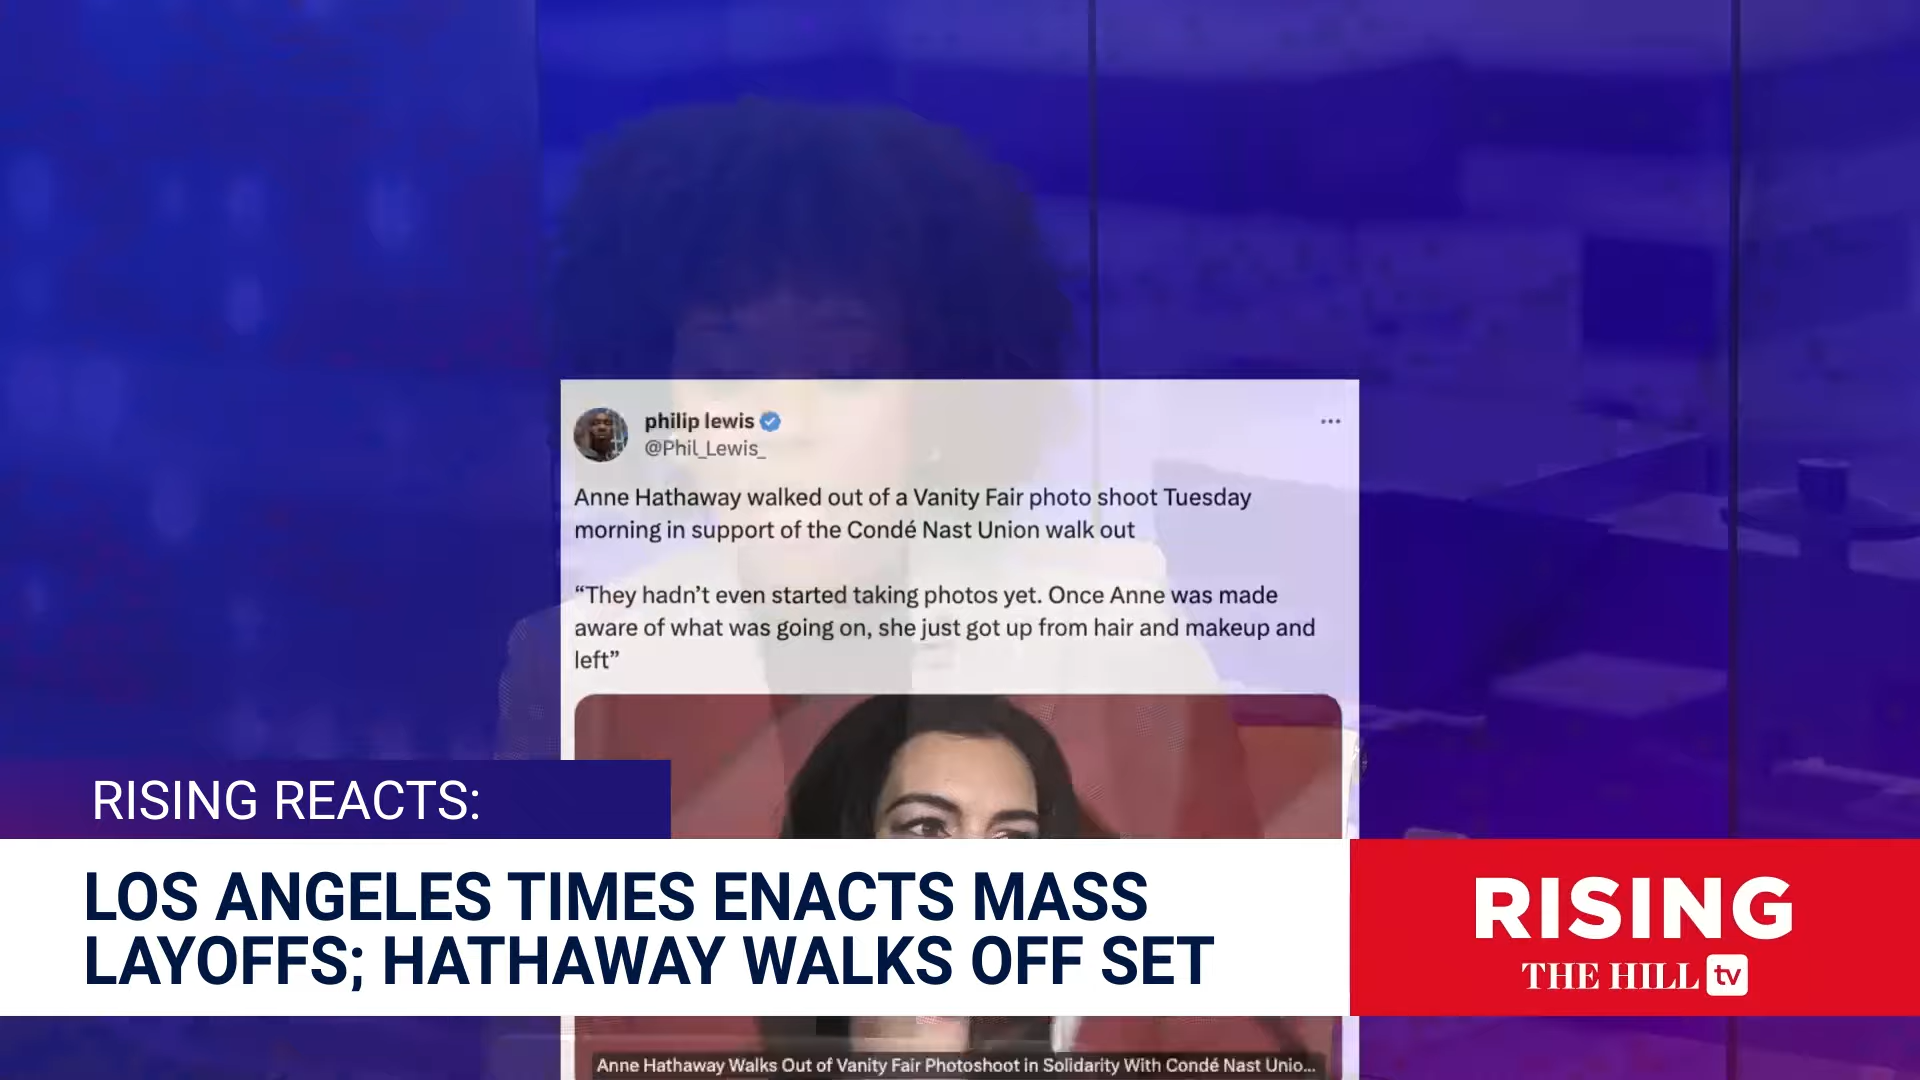 philip lewis
@Phil_Lewis_
Anne Hathaway walked out of a Vanity Fair photo shoot Tuesday
morning in support of the Condé Nast Union walk out
“They hadn’t even started taking photos yet. Once Anne was made
aware of what was going on, she just got up from hair and makeup and
left”
RISING REACTS:
LOS ANGELES TIMES ENACTS MASS
LAYOFFS; HATHAWAY WALKS OFF SET
RISING
THE HILL tv
Anne Hathaway Walks Out of Vanity Fair Photoshoot in Solidarity With Condé Nast Unio...